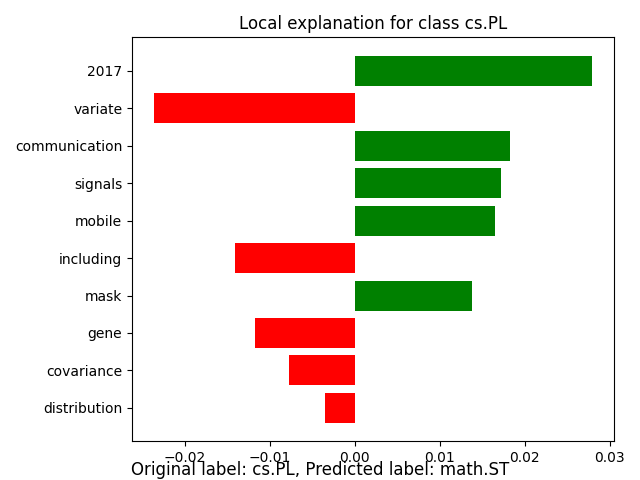 Local explanation for class cs.PL
2017
variate
communication
signals
mobile
including
mask
gene
covariance
distribution
−0.02 −0.01 0.00 0.01 0.02 0.03
Original label: cs.PL, Predicted label: math.ST